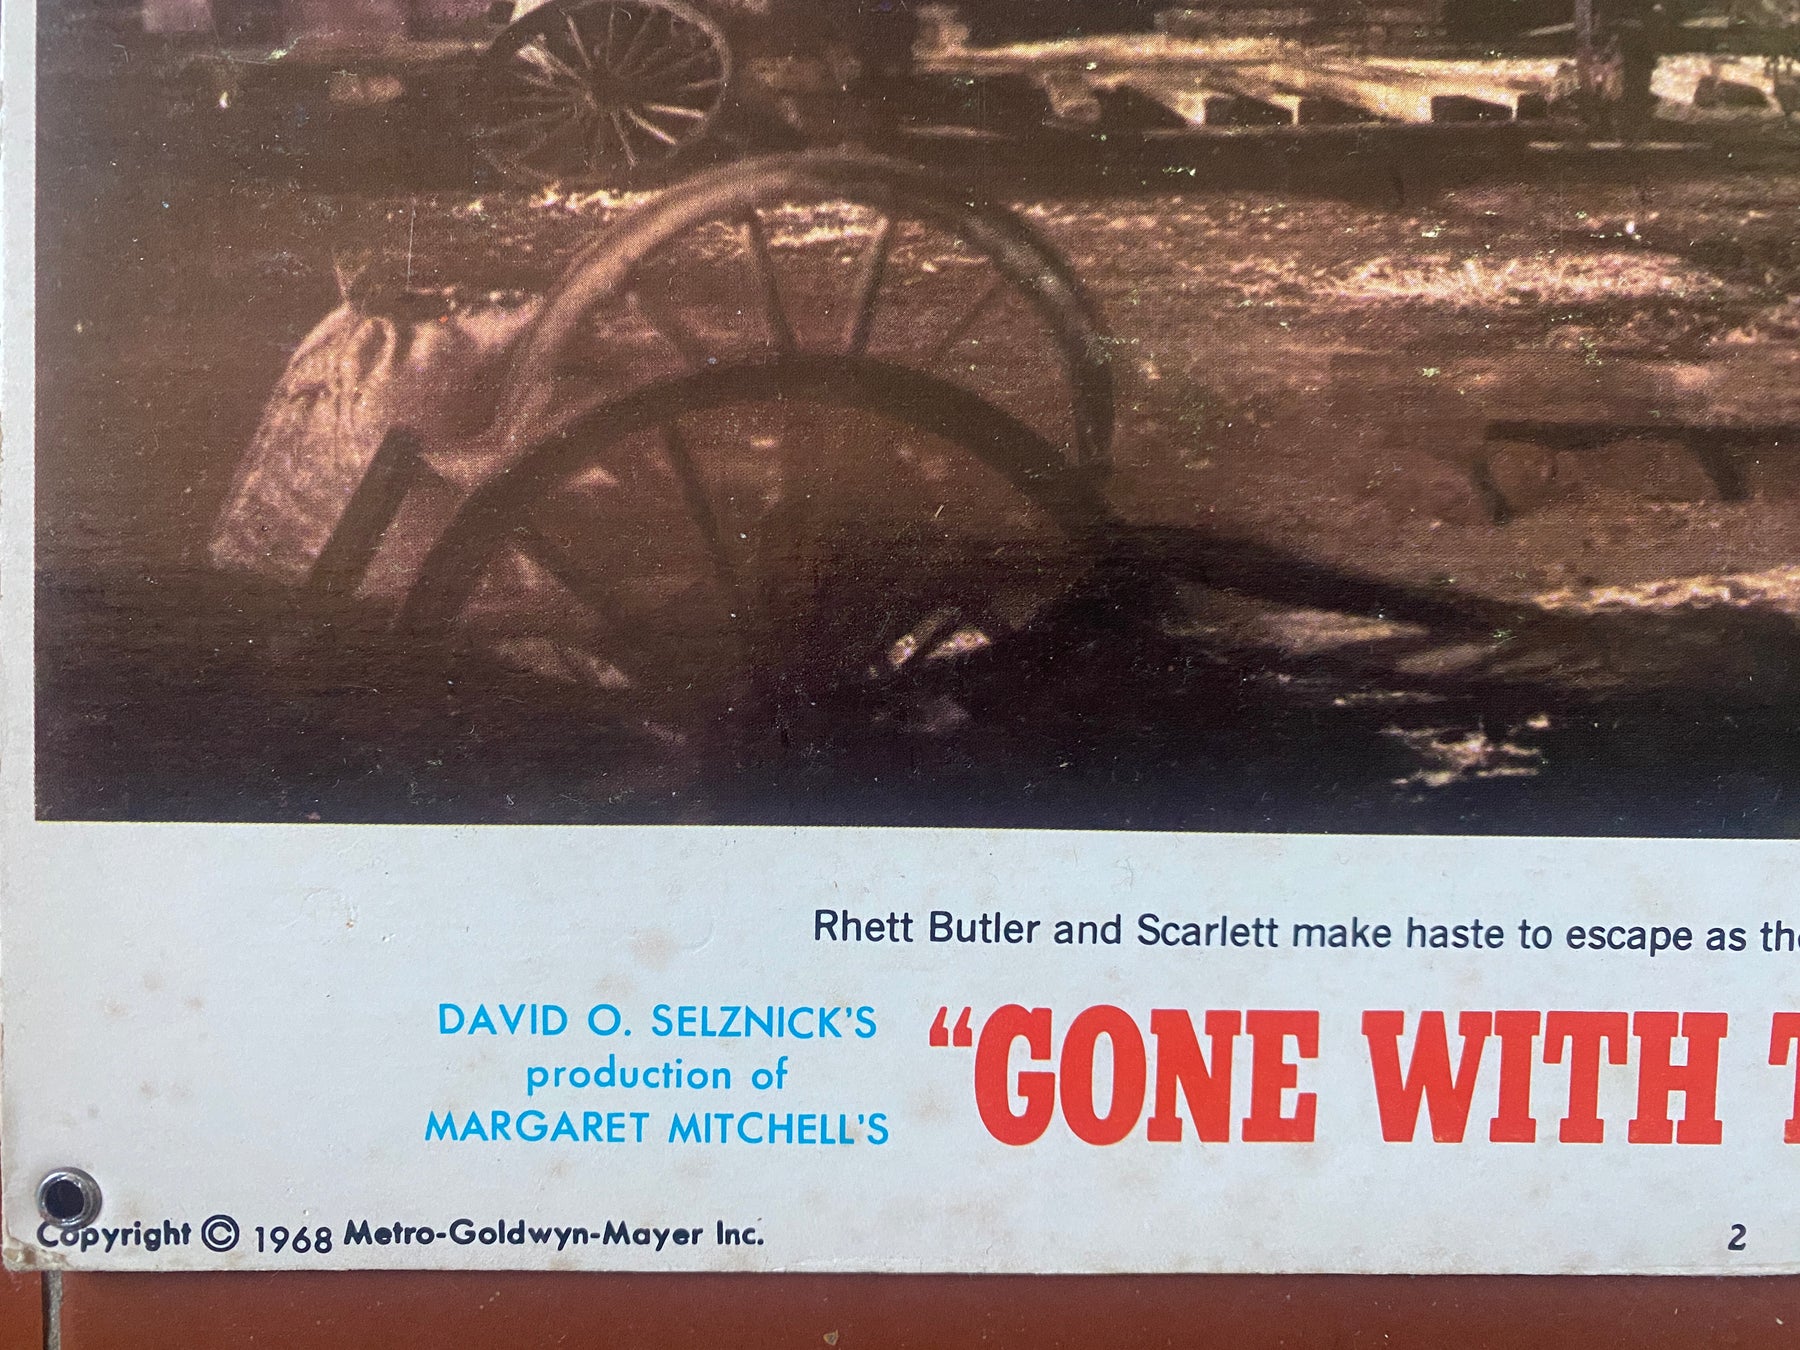 Rhett Butler and Scarlett make haste to escape as
DAVID O. SELZNICK'S
production of
MARGARET MITCHELL'S
"GONE WITH
Copyright © 1968 Metro-Goldwyn-Mayer Inc.
2